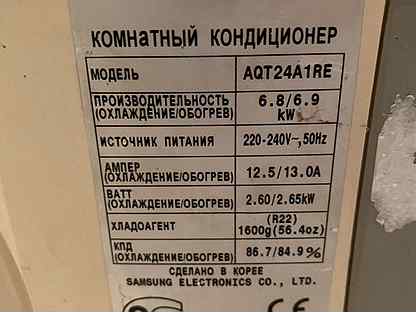 КОМНАТНЫЙ КОНДИЦИОНЕР
МОДЕЛЬ AQT24A1RE
ПРОИЗВОДИТЕЛЬНОСТЬ
(ОХЛАЖДЕНИЕ/ОБОГРЕВ) 6.8/6.9
kW
ИСТОЧНИК ПИТАНИЯ 220-240V~,50Hz
АМПЕР
(ОХЛАЖДЕНИЕ/ОБОГРЕВ) 12.5/13.0A
ВАТТ
(ОХЛАЖДЕНИЕ/ОБОГРЕВ) 2.60/2.65kW
ХЛАДОАГЕНТ (R22)
1600g(56.4oz)
КПД
(ОХЛАЖДЕНИЕ/ОБОГРЕВ) 86.7/84.9%
СДЕЛАНО В КОРЕЕ
SAMSUNG ELECTRONICS CO., LTD.
CE